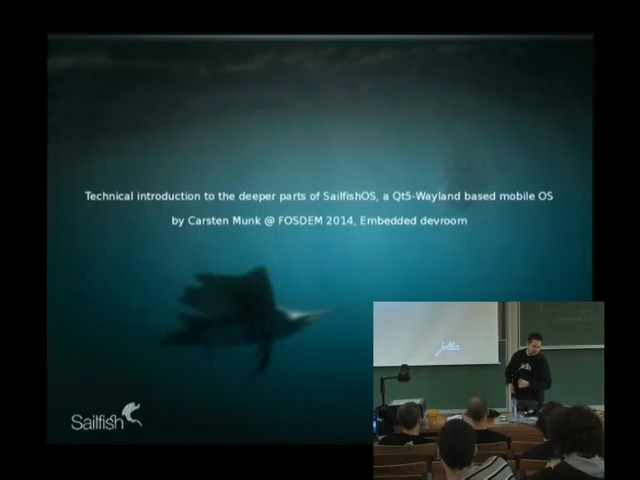 Technical introduction to the deeper parts of SailfishOS, a Qt5-Wayland based mobile OS
by Carsten Munk @ FOSDEM 2014, Embedded devroom
Sailfish
jolla